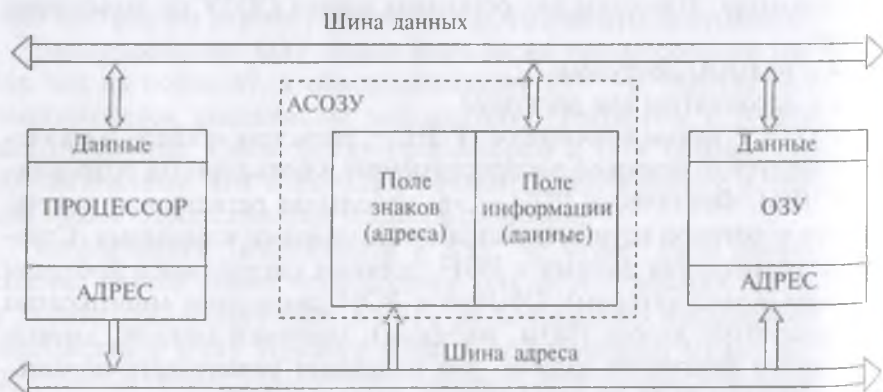 Шина данных
АСОЗУ
Данные
ПРОЦЕССОР
АДРЕС
Поле
знаков
(адреса)
Поле
информации
(данные)
Данные
ОЗУ
АДРЕС
Шина адреса